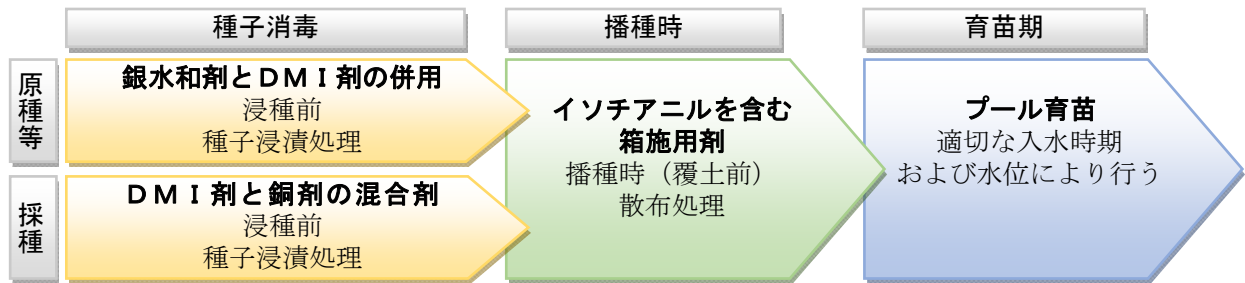 種子消毒
播種時
育苗期
原種等
銀水和剤とDMI剤の併用
浸種前
種子浸漬処理
採種
DMI剤と銅剤の混合剤
浸種前
種子浸漬処理
イソチアニルを含む
箱施用剤
播種時（覆土前）
散布処理
プール育苗
適切な入水時期
および水位により行う